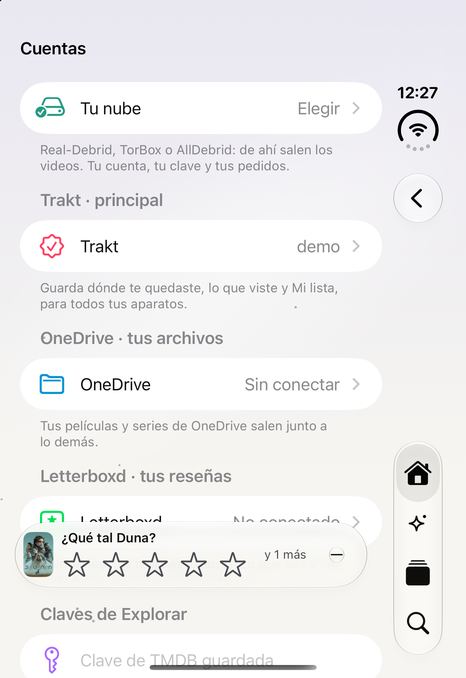 Cuentas
12:27
Tu nube
Elegir
Real-Debrid, TorBox o AllDebrid: de ahí salen los
videos. Tu cuenta, tu clave y tus pedidos.
Trakt · principal
Trakt
demo
Guarda dónde te quedaste, lo que viste y Mi lista,
para todos tus aparatos.
OneDrive · tus archivos
OneDrive
Sin conectar
Tus películas y series de OneDrive salen junto a
lo demás.
Letterboxd · tus reseñas
Letterboxd
No conectado
¿Qué tal Duna?
y 1 más
Claves de Explorar
Clave de TMDB guardada